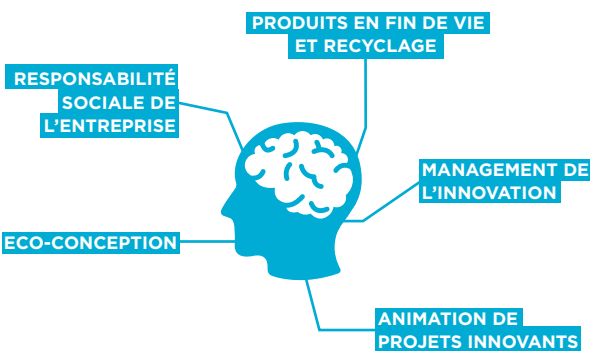 PRODUITS EN FIN DE VIE
ET RECYCLAGE
RESPONSABILITÉ
SOCIALE DE
L'ENTREPRISE
MANAGEMENT DE
L'INNOVATION
ECO-CONCEPTION
ANIMATION DE
PROJETS INNOVANTS